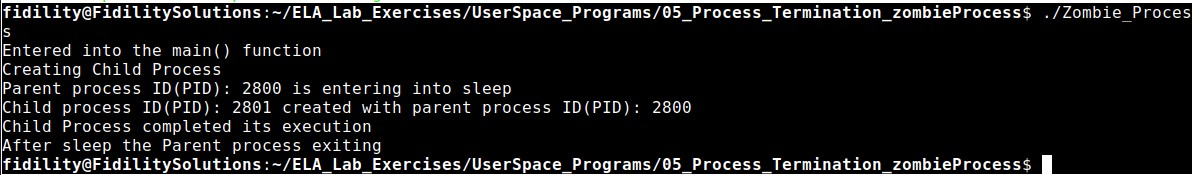 fidility@FidilitySolutions:~/ELA_Lab_Exercises/UserSpace_Programs/05_Process_Termination_zombieProcess$ ./Zombie_Proces
s
Entered into the main() function
Creating Child Process
Parent process ID(PID): 2800 is entering into sleep
Child process ID(PID): 2801 created with parent process ID(PID): 2800
Child Process completed its execution
After sleep the Parent process exiting
fidility@FidilitySolutions:~/ELA_Lab_Exercises/UserSpace_Programs/05_Process_Termination_zombieProcess$